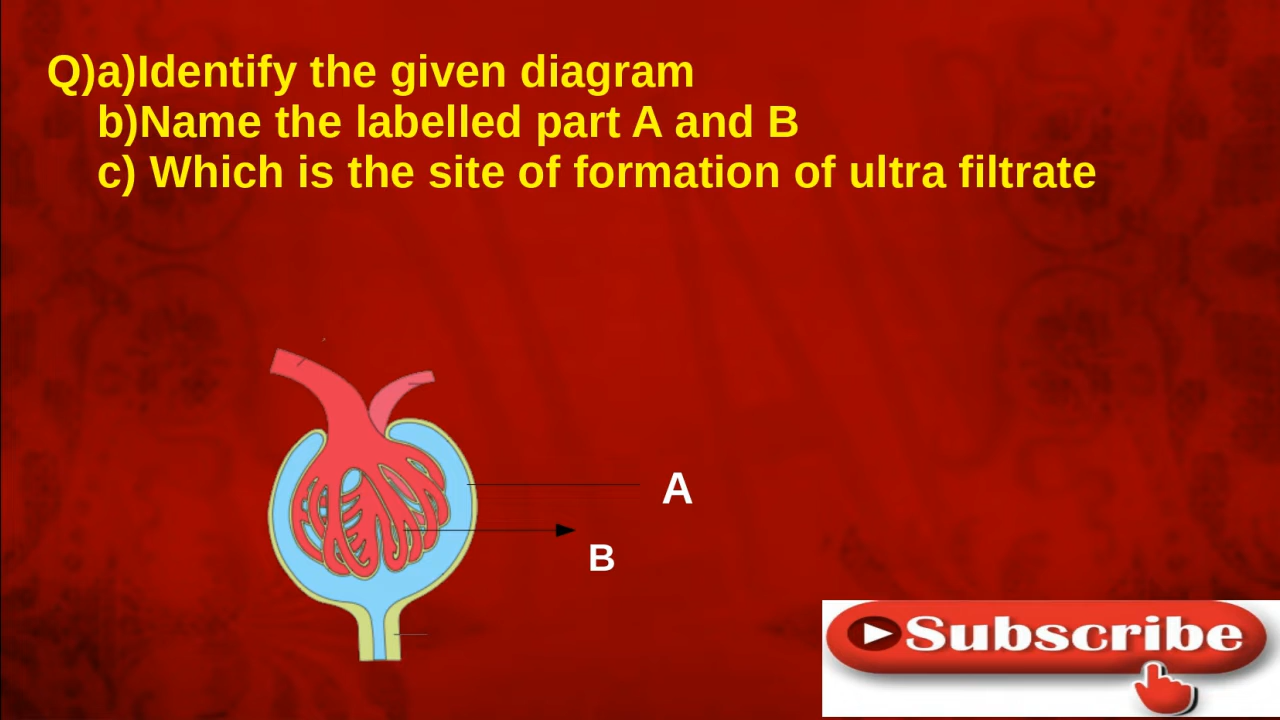 Q)a)Identify the given diagram
b)Name the labelled part A and B
c) Which is the site of formation of ultra filtrate
A
B
Subscribe